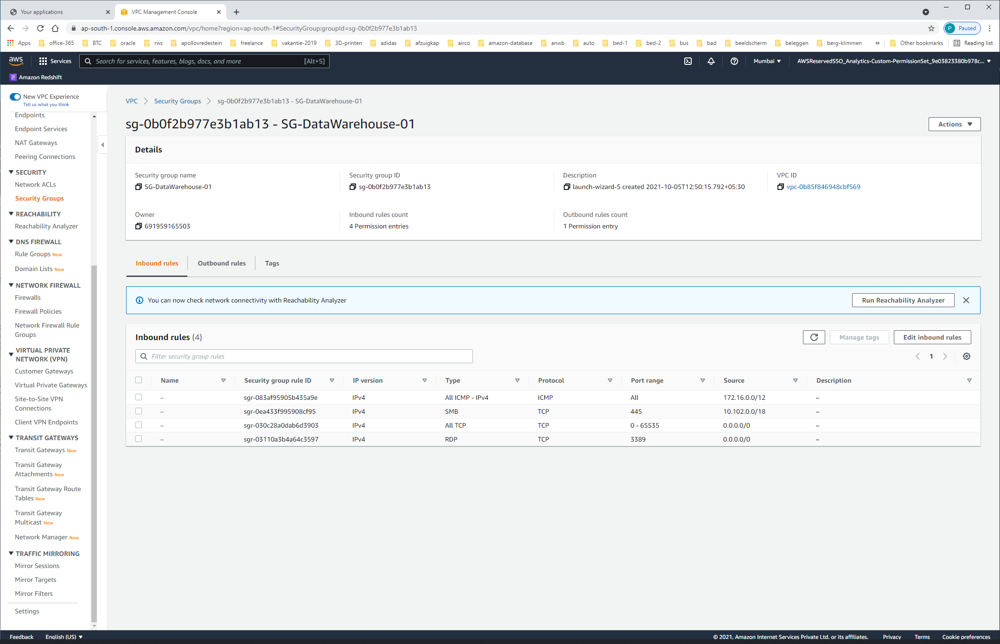 Your applications
VPC Management Console
ap-south-1.console.aws.amazon.com/vpc/home?region=ap-south-1#SecurityGroup:groupId=sg-0b0f2b977e3b1ab13
P Paused
Apps office-365 BTC oracle rws apollovredestein freelance vakantie-2019 3D-printen adidas afzuigkap airco amazon-database anwb auto bed-1 bed-2 bus bad beeldscherm beleggen berg-klimmen » Other bookmarks Reading list
aws Services Search for services, features, blogs, docs, and more [Alt+S] Mumbai AWSReservedSSO_Analytics-Custom-PermissionSet_9e03823380b978c...
Amazon Redshift
New VPC Experience
Tell us what you think
Endpoints
Endpoint Services
NAT Gateways
Peering Connections
SECURITY
Network ACLs
Security Groups
REACHABILITY
Reachability Analyzer
DNS FIREWALL
Rule Groups New
Domain Lists New
NETWORK FIREWALL
Firewalls
Firewall Policies
Network Firewall Rule
Groups
VIRTUAL PRIVATE
NETWORK (VPN)
Customer Gateways
Virtual Private Gateways
Site-to-Site VPN
Connections
Client VPN Endpoints
TRANSIT GATEWAYS
Transit Gateways New
Transit Gateway
Attachments New
Transit Gateway Route
Tables New
Transit Gateway
Multicast New
Network Manager New
TRAFFIC MIRRORING
Mirror Sessions
Mirror Targets
Mirror Filters
Settings
VPC Security Groups sg-0b0f2b977e3b1ab13 - SG-DataWarehouse-01
sg-0b0f2b977e3b1ab13 - SG-DataWarehouse-01
Actions
Details
Security group name Security group ID Description VPC ID
SG-DataWarehouse-01 sg-0b0f2b977e3b1ab13 launch-wizard-5 created 2021-10-05T12:50:15.792+05:30 vpc-0b85f846948cbf569
Owner Inbound rules count Outbound rules count
691959165503 4 Permission entries 1 Permission entry
Inbound rules Outbound rules Tags
You can now check network connectivity with Reachability Analyzer Run Reachability Analyzer
Inbound rules (4) Manage tags Edit inbound rules
Filter security group rules 1
Name Security group rule ID IP version Type Protocol Port range Source Description
– sgr-083af95905b435a9e IPv4 All ICMP - IPv4 ICMP All 172.16.0.0/12 –
– sgr-0ea433f995908cf95 IPv4 SMB TCP 445 10.102.0.0/18 –
– sgr-030c28a0dab6d3903 IPv4 All TCP TCP 0 - 65535 0.0.0.0/0 –
– sgr-03110a3b4a64c3597 IPv4 RDP TCP 3389 0.0.0.0/0 –
Feedback English (US) © 2021, Amazon Internet Services Private Ltd. or its affiliates. Privacy Terms Cookie preferences